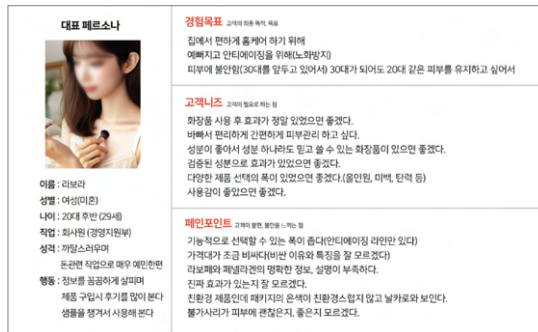 대표 페르소나
이름 : 라보라
성별 : 여성(미혼)
나이 : 20대 후반 (29세)
직업 : 회사원 (경영지원부)
성격 : 까탈스러우며
돈관련 직업으로 매우 예민한편
행동 : 정보를 꼼꼼하게 살피며
제품 구입시 후기를 많이 본다
샘플을 챙겨서 사용해 본다
경험목표 고객의 최종 목적, 목표
집에서 편하게 홈케어 하기 위해
예뻐지고 안티에이징을 위해(노화방지)
피부에 불안함(30대를 앞두고 있어서) 30대가 되어도 20대 같은 피부를 유지하고 싶어서
고객니즈 고객이 필요로 하는 점
화장품 사용 후 효과가 정말 있었으면 좋겠다.
바빠서 편리하게 간편하게 피부관리 하고 싶다.
성분이 좋아서 성분 하나라도 믿고 쓸 수 있는 화장품이 있으면 좋겠다.
검증된 성분으로 효과가 있었으면 좋겠다.
다양한 제품 선택의 폭이 있었으면 좋겠다.(올인원, 미백, 탄력 등)
사용감이 좋았으면 좋겠다.
페인포인트 고객이 불편, 불만을 느끼는 점
기능적으로 선택할 수 있는 폭이 좁다(안티에이징 라인만 있다)
가격대가 조금 비싸다(비싼 이유와 특징을 잘 모르겠다)
라보페와 페넬라겐의 명확한 정보, 설명이 부족하다.
진짜 효과가 있는지 잘 모르겠다.
친환경 제품인데 패키지의 은색이 친환경스럽지 않고 날카로와 보인다.
불가사리가 피부에 괜찮은지, 좋은지 모르겠다.